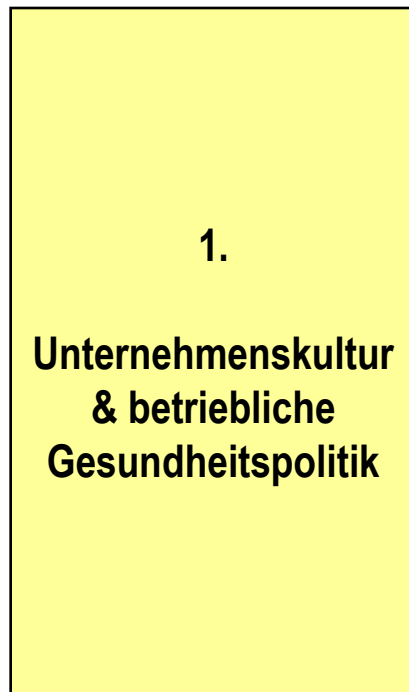 1.
Unternehmenskultur
& betriebliche
Gesundheitspolitik